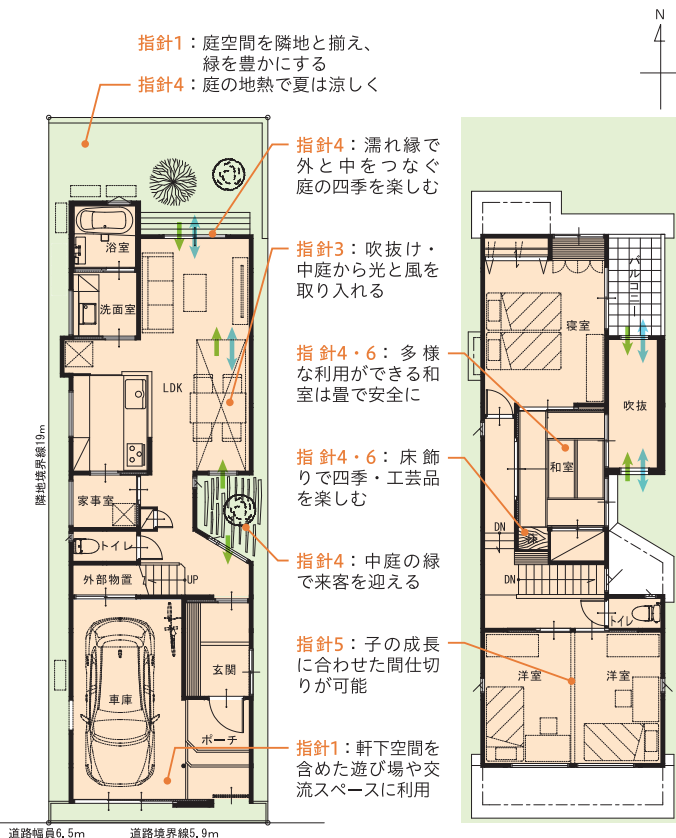 N
指針1：庭空間を隣地と揃え、
緑を豊かにする
指針4：庭の地熱で夏は涼しく
指針4：濡れ縁で
外と中をつなぐ
庭の四季を楽しむ
指針3：吹抜け・
中庭から光と風を
取り入れる
指針4・6：多様
な利用ができる和
室は畳で安全に
指針4・6：床飾
りで四季・工芸品
を楽しむ
指針4：中庭の緑
で来客を迎える
指針5：子の成長
に合わせた間仕切
りが可能
指針1：軒下空間を
含めた遊び場や交
流スペースに利用
浴室
洗面室
LDK
隣地境界線19m
家事室
トイレ
外部物置
UP
玄関
車庫
ポーチ
道路幅員6.5m
道路境界線5.9m
バルコニー
寝室
吹抜
和室
DN
床
DN
トイレ
洋室
洋室